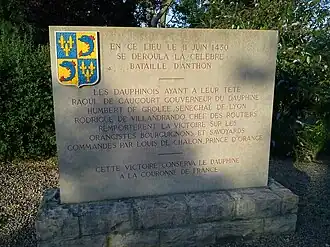 EN CE LIEU LE 11 JUIN 1430
SE DEROULA LA CELEBRE
BATAILLE D'ANTHON
LES DAUPHINOIS AYANT A LEUR TETE
RAOUL DE GAUCOURT GOUVERNEUR DU DAUPHINE
HUMBERT DE GROLEE SENECHAL DE LYON
RODRIGUE DE VILLANDRANDO CHEF DES ROUTIERS
REMPORTERENT LA VICTOIRE SUR LES
ORANGISTES BOURGUIGNONS ET SAVOYARDS
COMMANDES PAR LOUIS DE CHALON, PRINCE D'ORANGE
CETTE VICTOIRE CONSERVA LE DAUPHINE
A LA COURONNE DE FRANCE